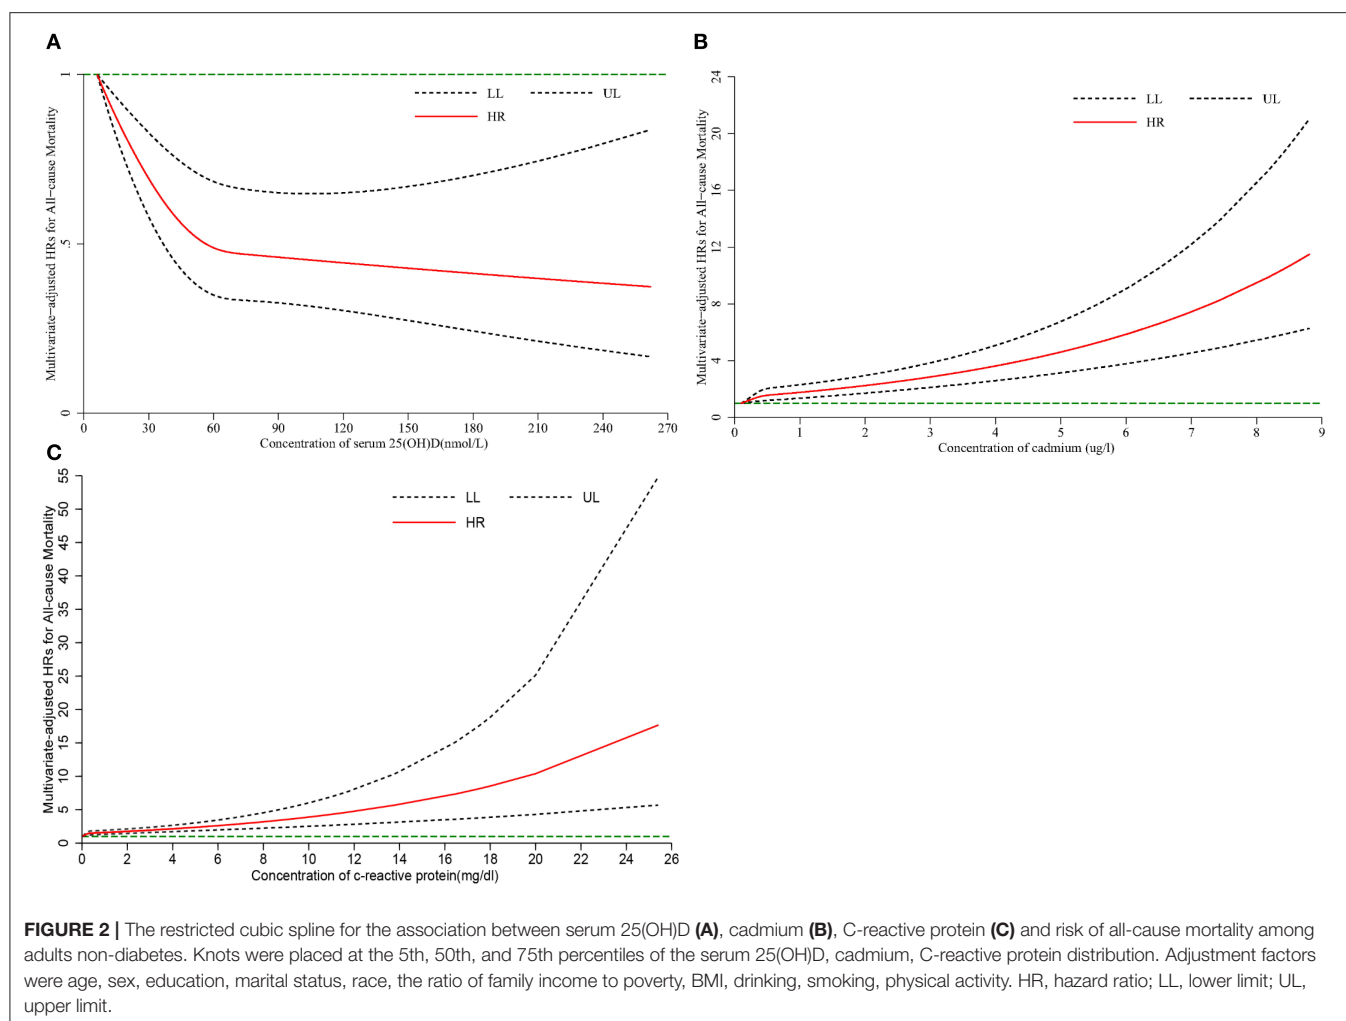 A
Multivariate−adjusted HRs for All−cause Mortality
1
.5
0
LL
UL
HR
0 30 60 90 120 150 180 210 240 270
Concentration of serum 25(OH)D(nmol/L)
B
Multivariate−adjusted HRs for All−cause Mortality
24
20
16
12
8
4
0
LL
UL
HR
0 1 2 3 4 5 6 7 8 9
Concentration of cadmium (ug/l)
C
Multivariate-adjusted HRs for All-cause Mortality
55
50
45
40
35
30
25
20
15
10
5
0
LL
UL
HR
0 2 4 6 8 10 12 14 16 18 20 22 24 26
Concentration of c-reactive protein(mg/dl)
FIGURE 2 | The restricted cubic spline for the association between serum 25(OH)D (A), cadmium (B), C-reactive protein (C) and risk of all-cause mortality among
adults non-diabetes. Knots were placed at the 5th, 50th, and 75th percentiles of the serum 25(OH)D, cadmium, C-reactive protein distribution. Adjustment factors
were age, sex, education, marital status, race, the ratio of family income to poverty, BMI, drinking, smoking, physical activity. HR, hazard ratio; LL, lower limit; UL,
upper limit.